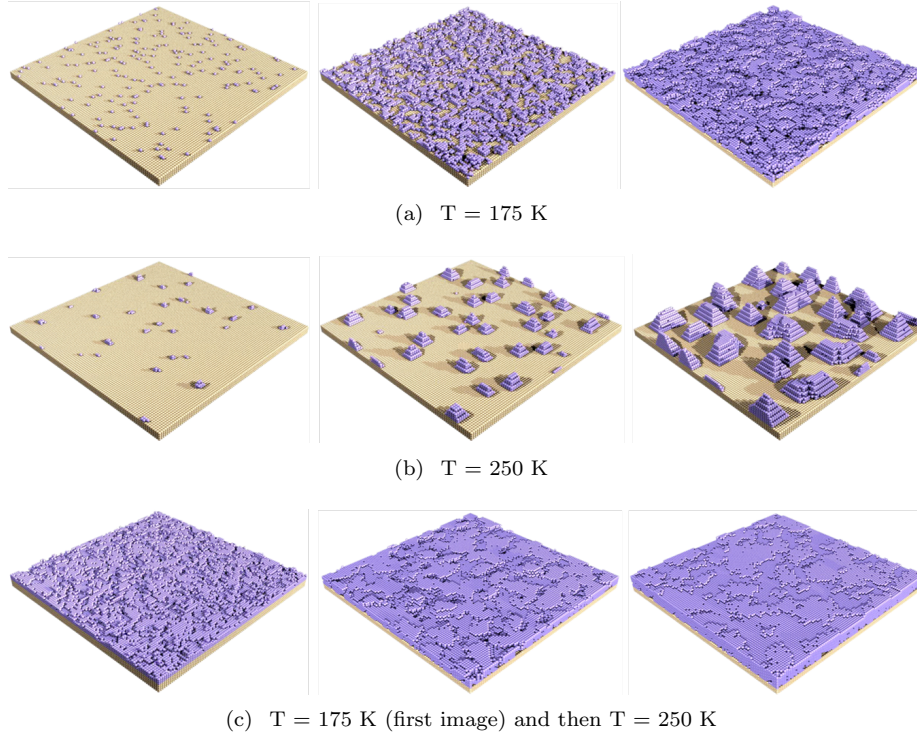 (a) T = 175 K
(b) T = 250 K
(c) T = 175 K (first image) and then T = 250 K